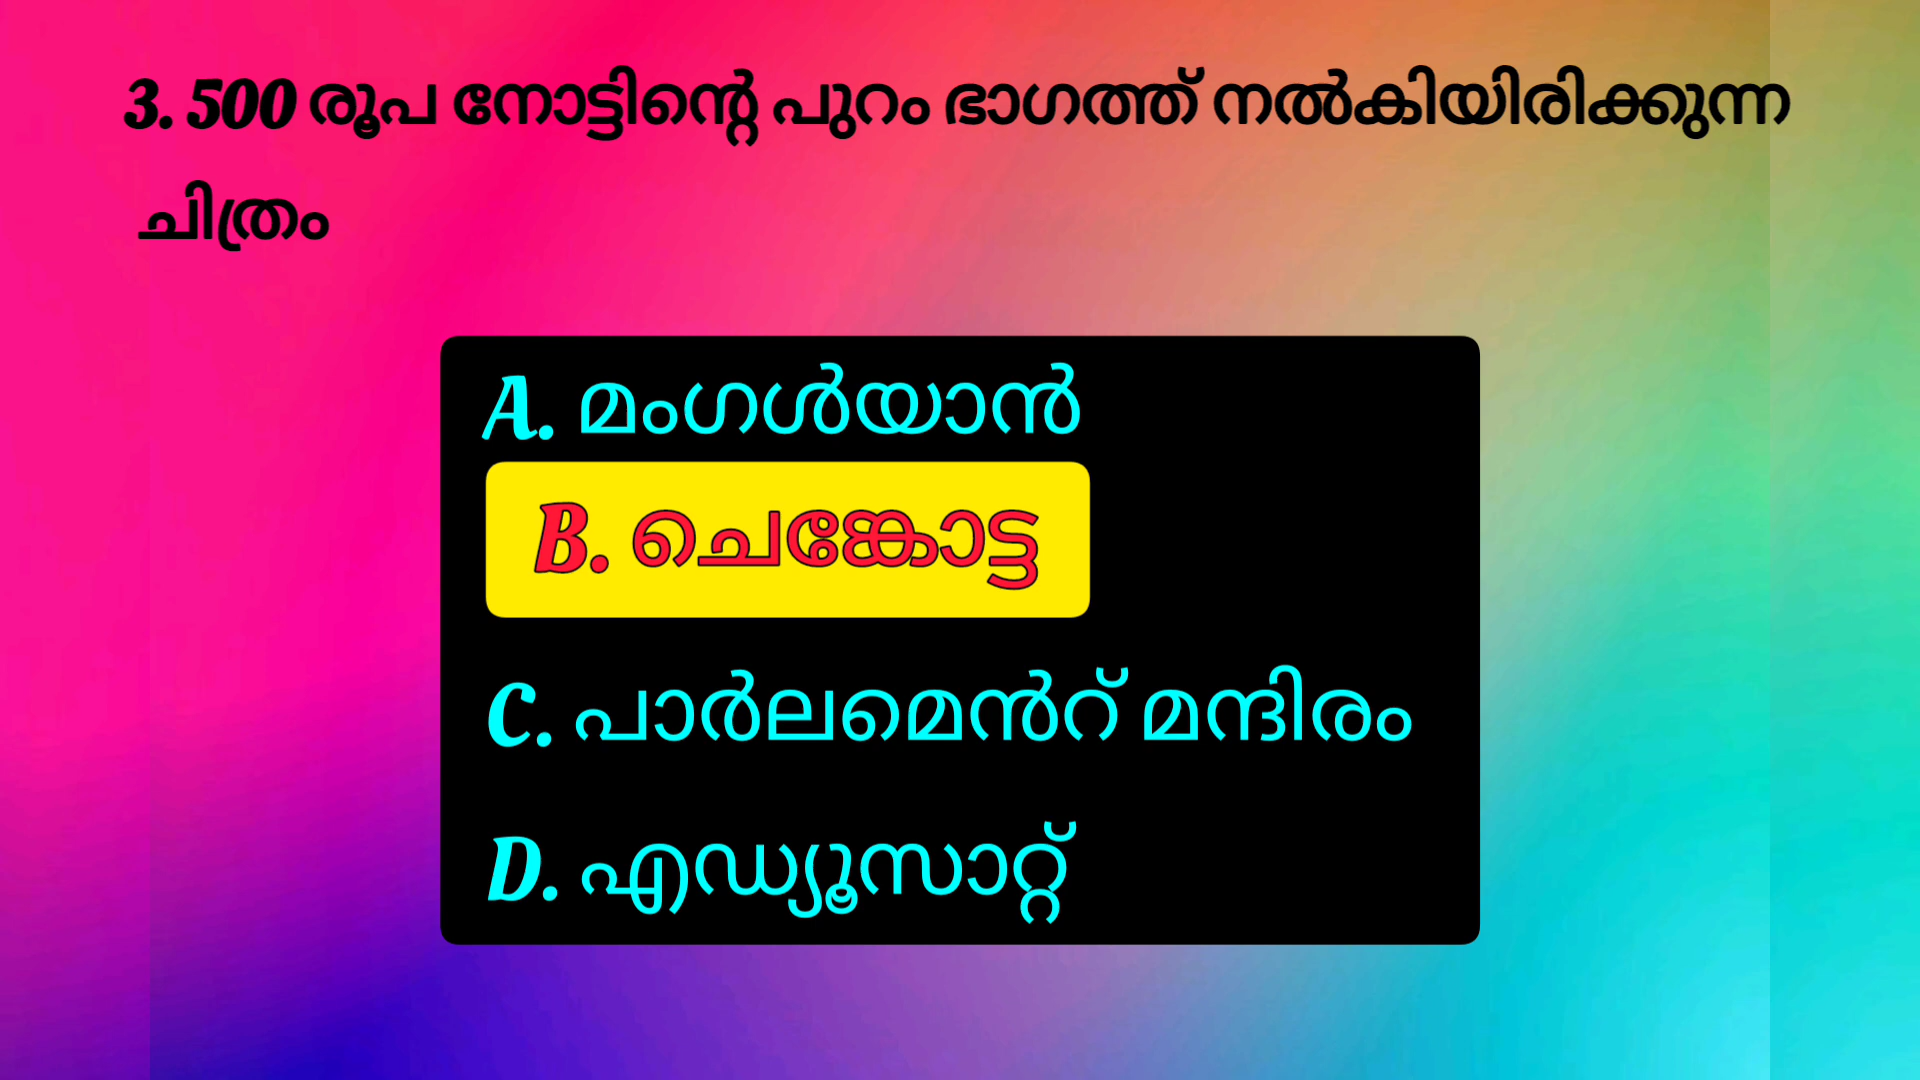 3. 500 രൂപ നോട്ടിന്റെ പുറം ഭാഗത്ത് നൽകിയിരിക്കുന്ന
ചിത്രം
A. മംഗൾയാൻ
B. ചെങ്കോട്ട
C. പാർലമെൻറ് മന്ദിരം
D. എഡ്യൂസാറ്റ്